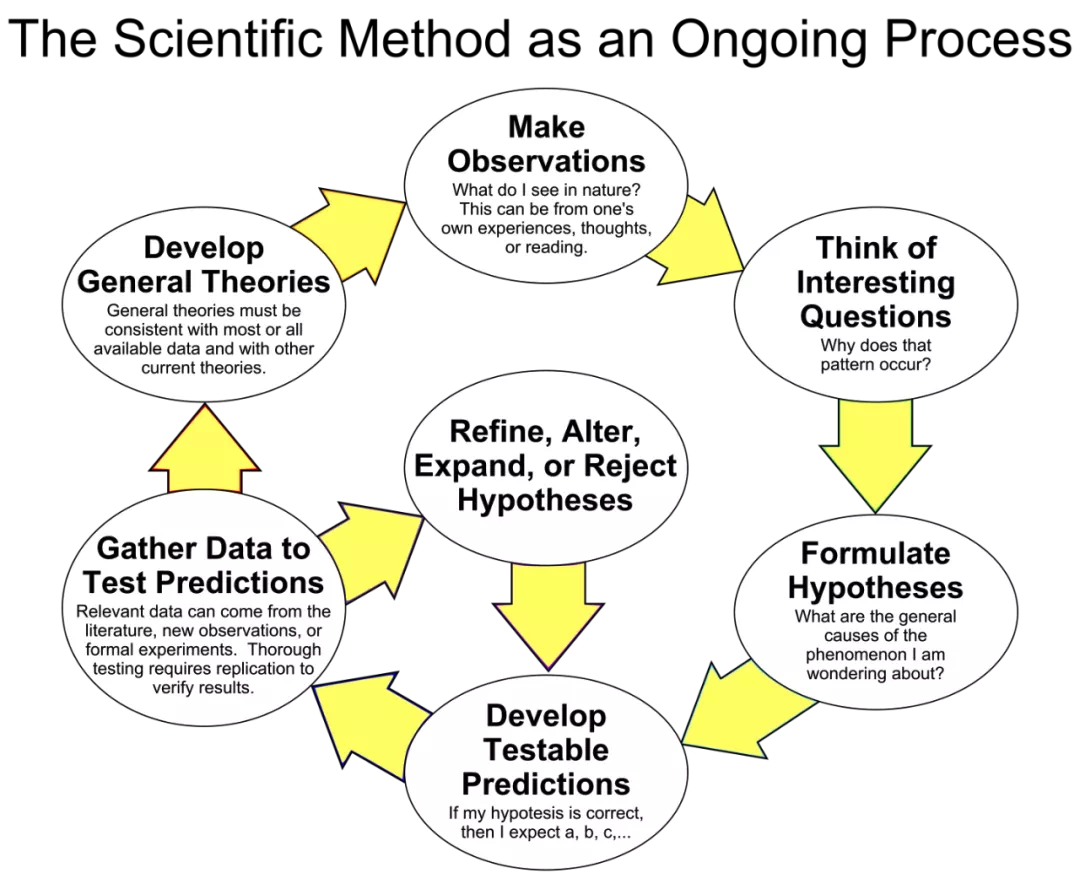 The Scientific Method as an Ongoing Process
Make
Observations
What do I see in nature?
This can be from one's
own experiences, thoughts,
or reading.
Think of
Interesting
Questions
Why does that
pattern occur?
Formulate
Hypotheses
What are the general
causes of the
phenomenon I am
wondering about?
Develop
Testable
Predictions
If my hypotesis is correct,
then I expect a, b, c,...
Gather Data to
Test Predictions
Relevant data can come from the
literature, new observations, or
formal experiments.  Thorough
testing requires replication to
verify results.
Refine, Alter,
Expand, or Reject
Hypotheses
Develop
General Theories
General theories must be
consistent with most or all
available data and with other
current theories.